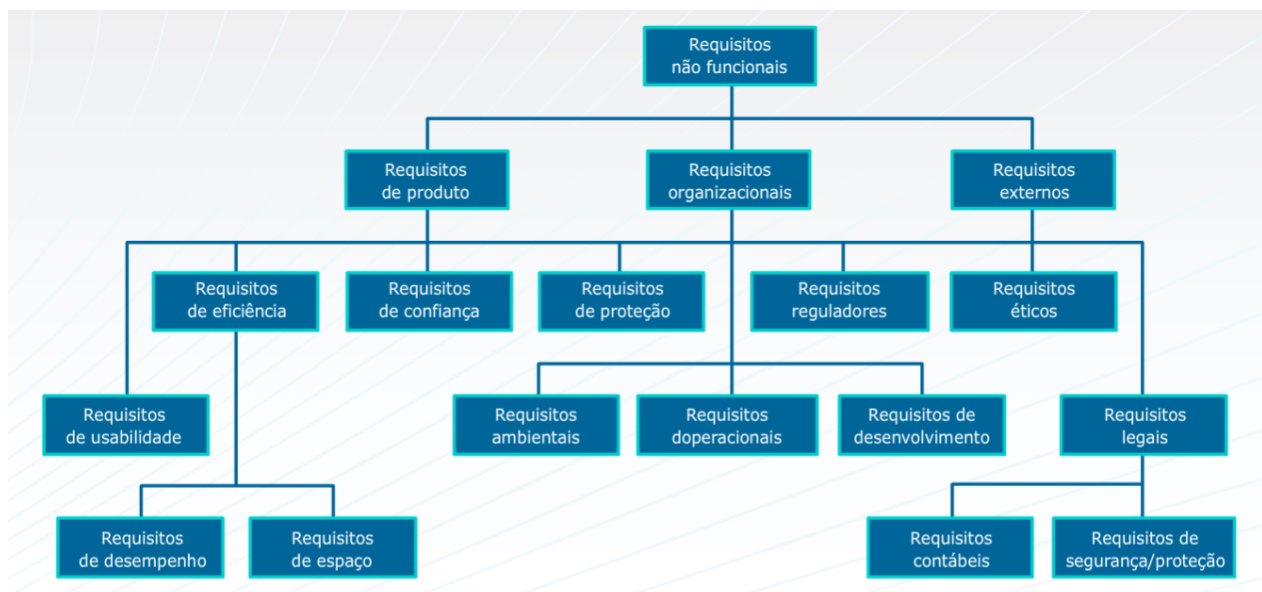 Requisitos
não funcionais
Requisitos
de produto
Requisitos
organizacionais
Requisitos
externos
Requisitos
de eficiência
Requisitos
de confiança
Requisitos
de proteção
Requisitos
reguladores
Requisitos
éticos
Requisitos
de usabilidade
Requisitos
ambientais
Requisitos
doperacionais
Requisitos de
desenvolvimento
Requisitos
legais
Requisitos
de desempenho
Requisitos
de espaço
Requisitos
contábeis
Requisitos de
segurança/proteção